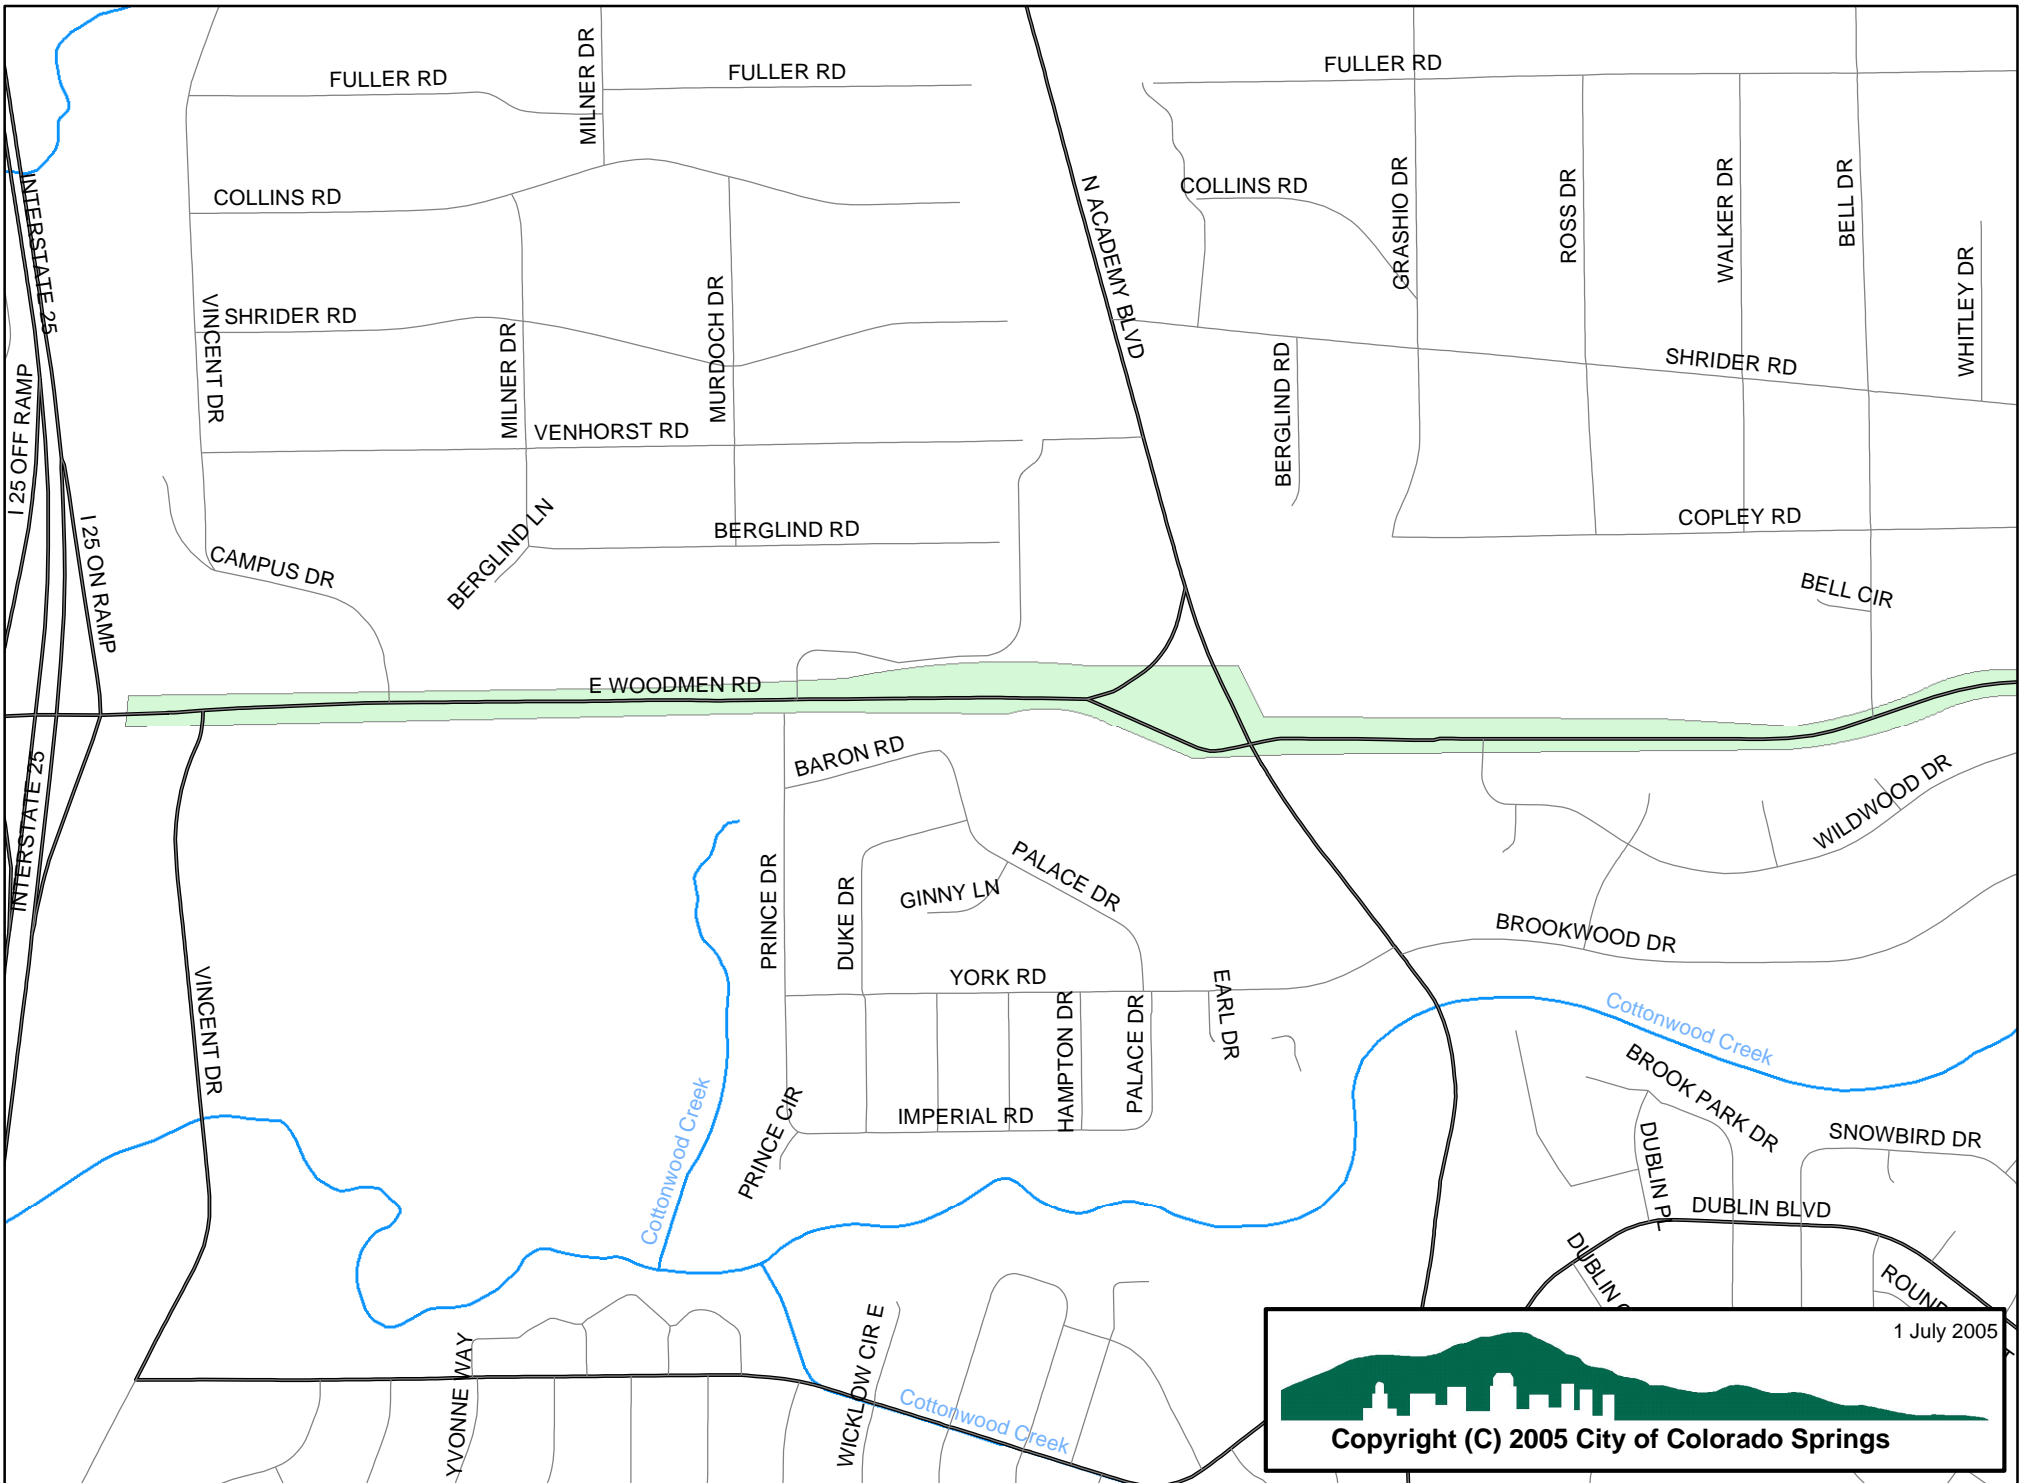 FULLER RD
MILNER DR
FULLER RD
FULLER RD
COLLINS RD
N ACADEMY BLVD
COLLINS RD
GRASHIO DR
ROSS DR
WALKER DR
BELL DR
WHITLEY DR
INTERSTATE 25
VINCENT DR
SHRIDER RD
MILNER DR
MURDOCH DR
BERGLIND RD
SHRIDER RD
I 25 OFF RAMP
VENHORST RD
I 25 ON RAMP
BERGLIND LN
BERGLIND RD
COPLEY RD
CAMPUS DR
BELL CIR
E WOODMEN RD
INTERSTATE 25
BARON RD
WILDWOOD DR
PRINCE DR
DUKE DR
GINNY LN
PALACE DR
BROOKWOOD DR
VINCENT DR
YORK RD
HAMPTON DR
PALACE DR
EARL DR
Cottonwood Creek
BROOK PARK DR
Cottonwood Creek
PRINCE CIR
IMPERIAL RD
DUBLIN PL
SNOWBIRD DR
DUBLIN BLVD
DUBLIN
ROUND
YVONNE WAY
WICKLOW CIR E
Cottonwood Creek
1 July 2005
Copyright (C) 2005 City of Colorado Springs